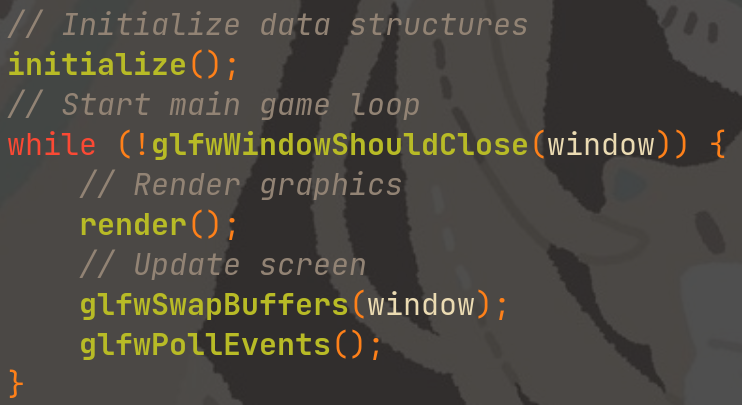 // Initialize data structures
initialize();
// Start main game loop
while (!glfwWindowShouldClose(window)) {
    // Render graphics
    render();
    // Update screen
    glfwSwapBuffers(window);
    glfwPollEvents();
}